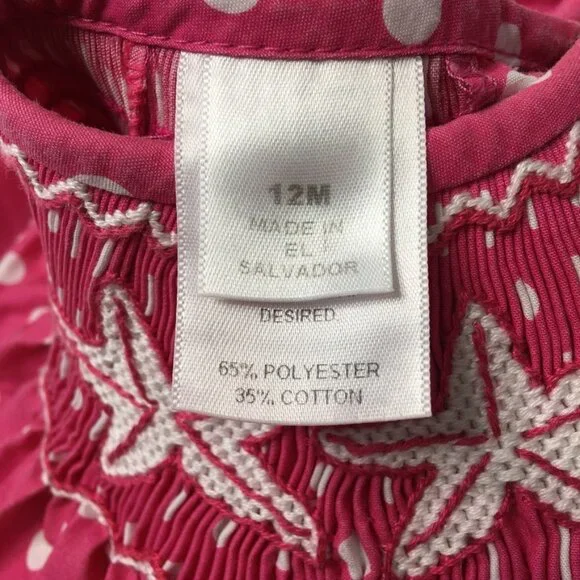 12M
MADE IN
EL
SALVADOR
DESIRED
65% POLYESTER
35% COTTON